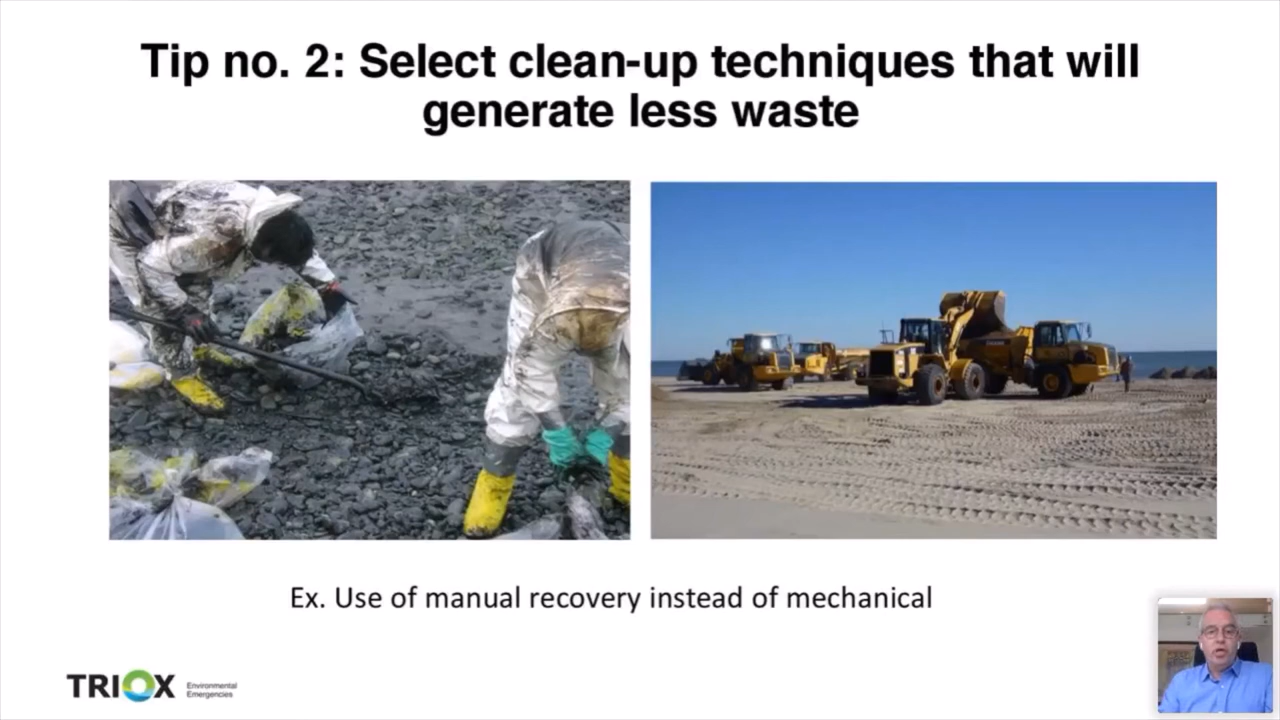 Tip no. 2: Select clean-up techniques that will
generate less waste
Ex. Use of manual recovery instead of mechanical
TRIOX
Environmental
Emergencies